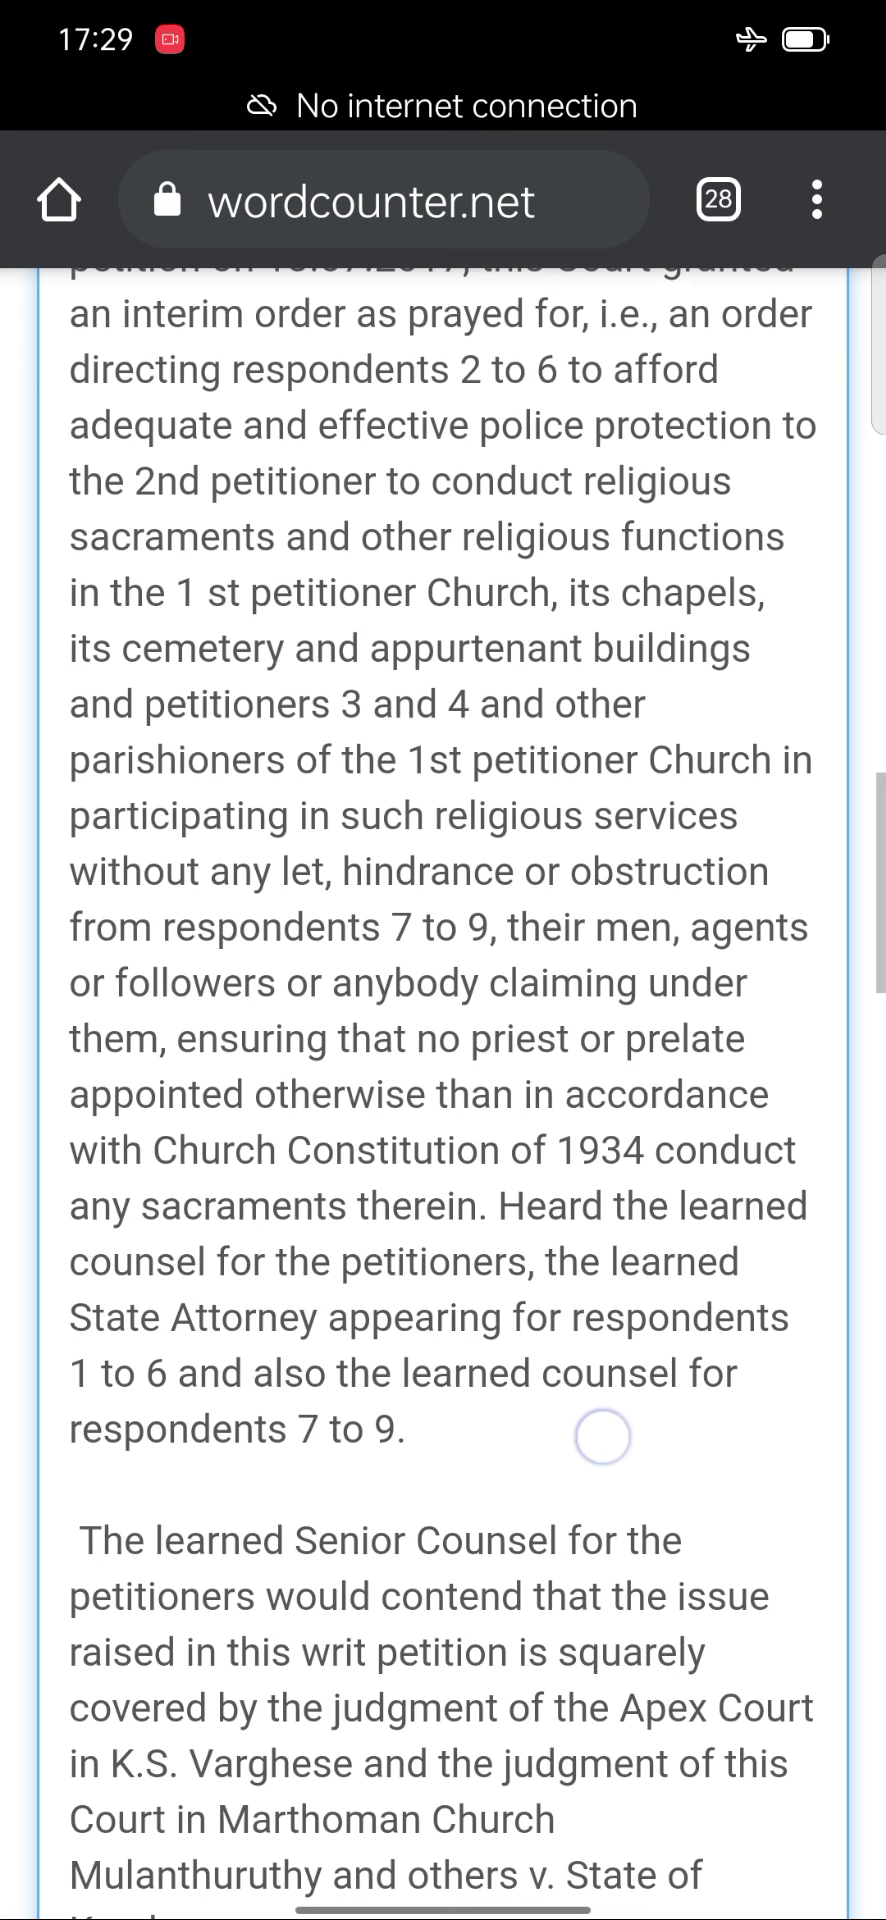 17:29
No internet connection
wordcounter.net
28
an interim order as prayed for, i.e., an order
directing respondents 2 to 6 to afford
adequate and effective police protection to
the 2nd petitioner to conduct religious
sacraments and other religious functions
in the 1 st petitioner Church, its chapels,
its cemetery and appurtenant buildings
and petitioners 3 and 4 and other
parishioners of the 1st petitioner Church in
participating in such religious services
without any let, hindrance or obstruction
from respondents 7 to 9, their men, agents
or followers or anybody claiming under
them, ensuring that no priest or prelate
appointed otherwise than in accordance
with Church Constitution of 1934 conduct
any sacraments therein. Heard the learned
counsel for the petitioners, the learned
State Attorney appearing for respondents
1 to 6 and also the learned counsel for
respondents 7 to 9.
The learned Senior Counsel for the
petitioners would contend that the issue
raised in this writ petition is squarely
covered by the judgment of the Apex Court
in K.S. Varghese and the judgment of this
Court in Marthoman Church
Mulanthuruthy and others v. State of